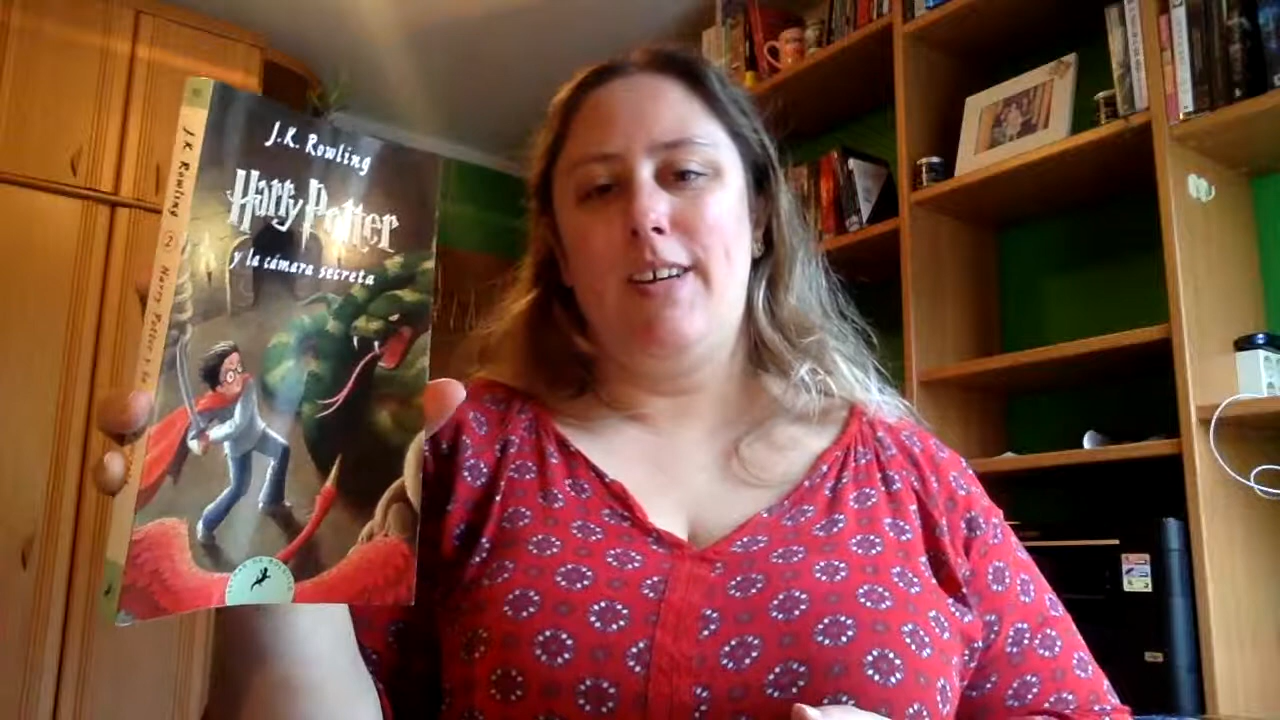 J.K. Rowling
Harry Potter
y la cámara secreta
J.K. Rowling 2 Harry Potter y la